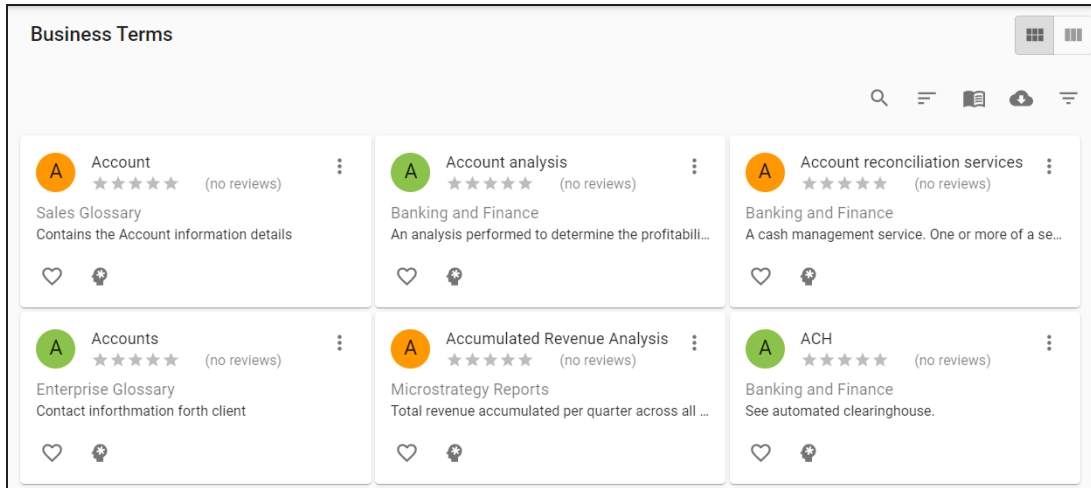 Business Terms
A Account
(no reviews)
Sales Glossary
Contains the Account information details
A Account analysis
(no reviews)
Banking and Finance
An analysis performed to determine the profitabili...
A Account reconciliation services
(no reviews)
Banking and Finance
A cash management service. One or more of a se...
A Accounts
(no reviews)
Enterprise Glossary
Contact inforthmation forth client
A Accumulated Revenue Analysis
(no reviews)
Microstrategy Reports
Total revenue accumulated per quarter across all ...
A ACH
(no reviews)
Banking and Finance
See automated clearinghouse.